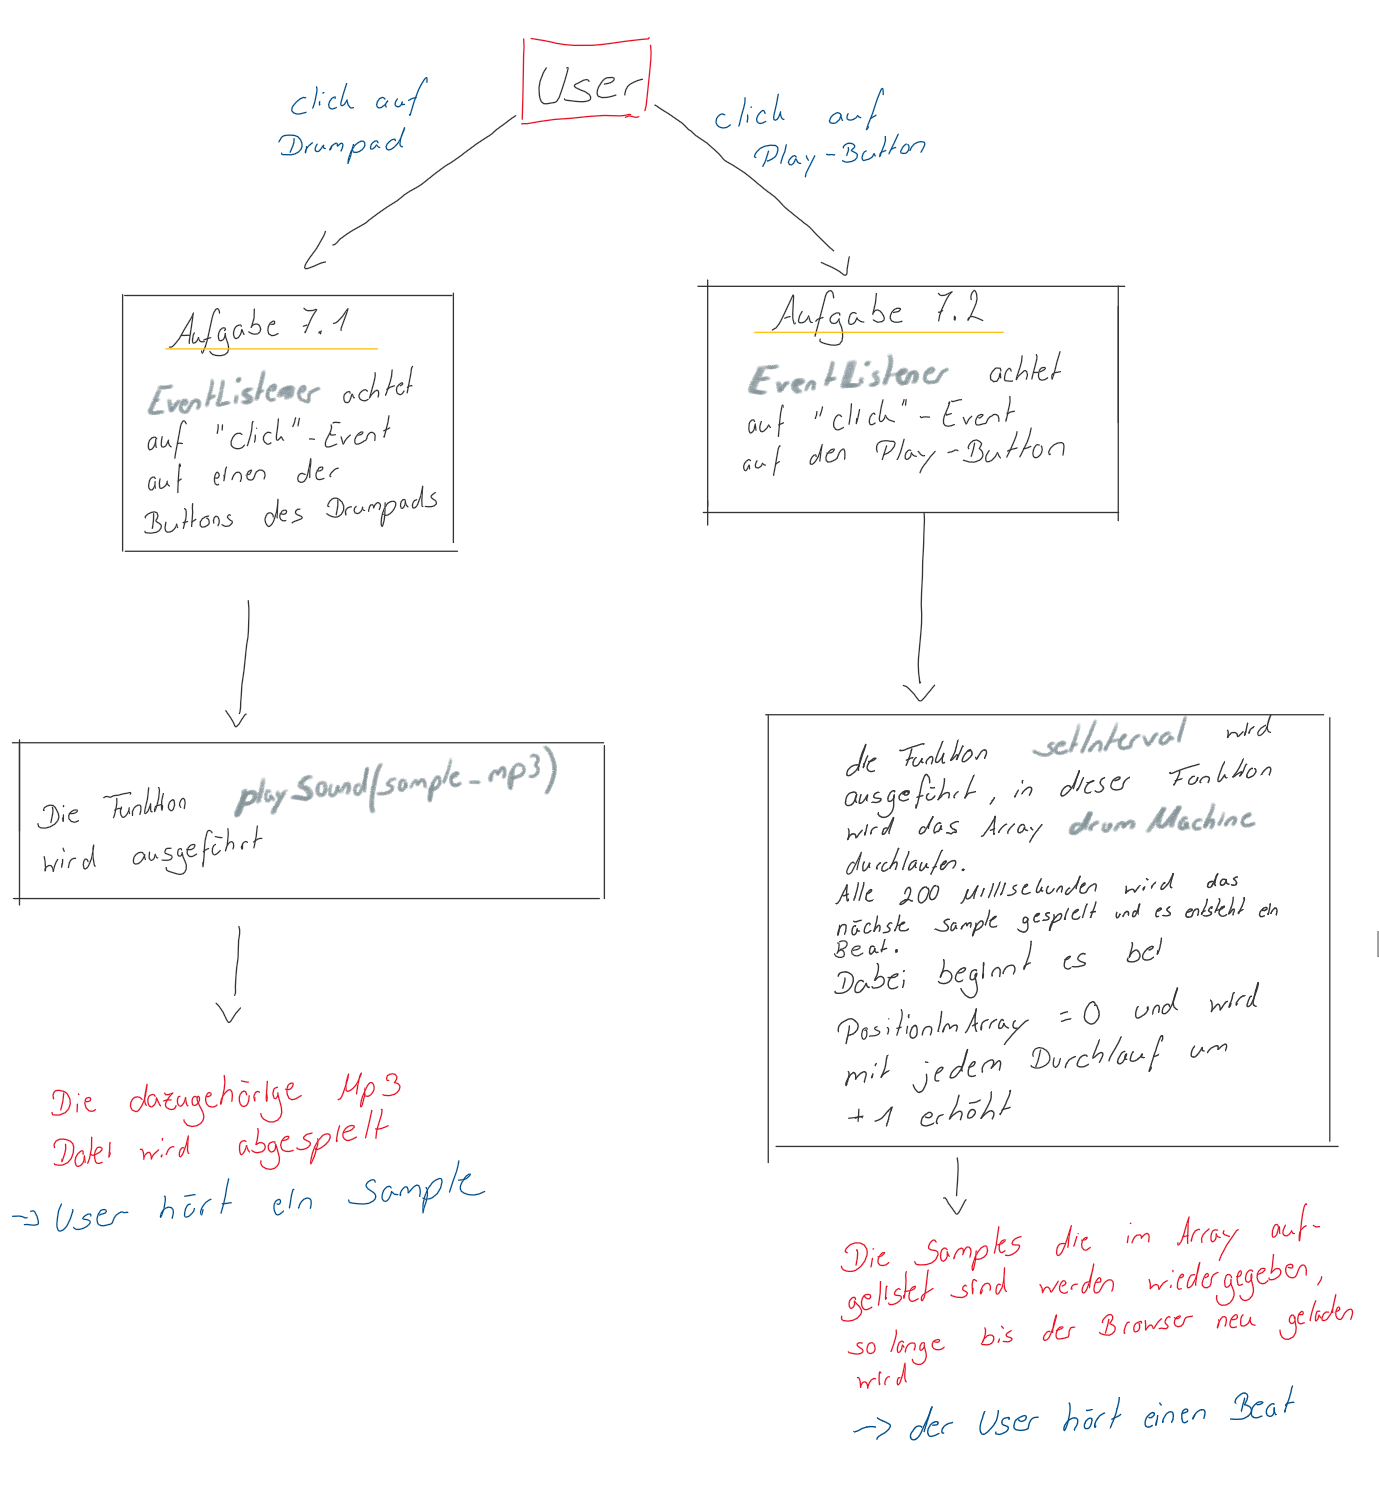 User
click auf
Drumpad
click auf
Play-Button
Aufgabe 7.1
EventListener achtet
auf "click"-Event
auf einen der
Buttons des Drumpads
Die Funktion playSound(sample_mp3)
wird ausgeführt
Die dazugehörige Mp3
Datei wird abgespielt
→ User hört ein Sample
Aufgabe 7.2
EventListener achtet
auf "click"-Event
auf den Play-Button
die Funktion setInterval wird
ausgeführt, in dieser Funktion
wird das Array drumMachine
durchlaufen.
Alle 200 Millisekunden wird das
nächste Sample gespielt und es entsteht ein
Beat.
Dabei beginnt es bei
PositionImArray = 0 und wird
mit jedem Durchlauf um
+1 erhöht
Die Samples die im Array auf-
gelistet sind werden wiedergegeben,
so lange bis der Browser neu geladen
wird
→ der User hört einen Beat